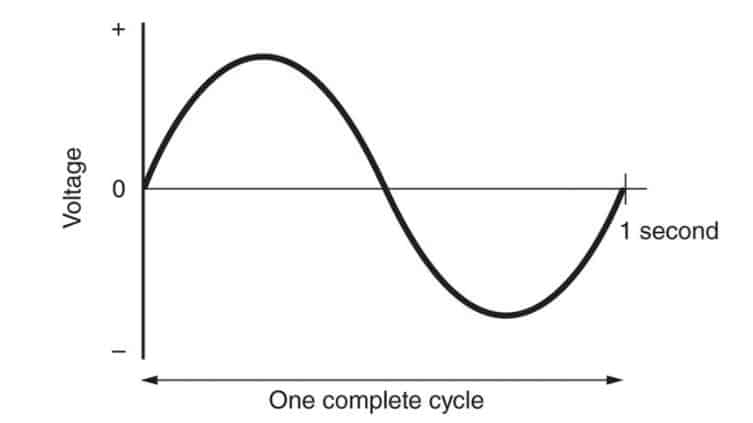 +
Voltage
0
1 second
–
One complete cycle